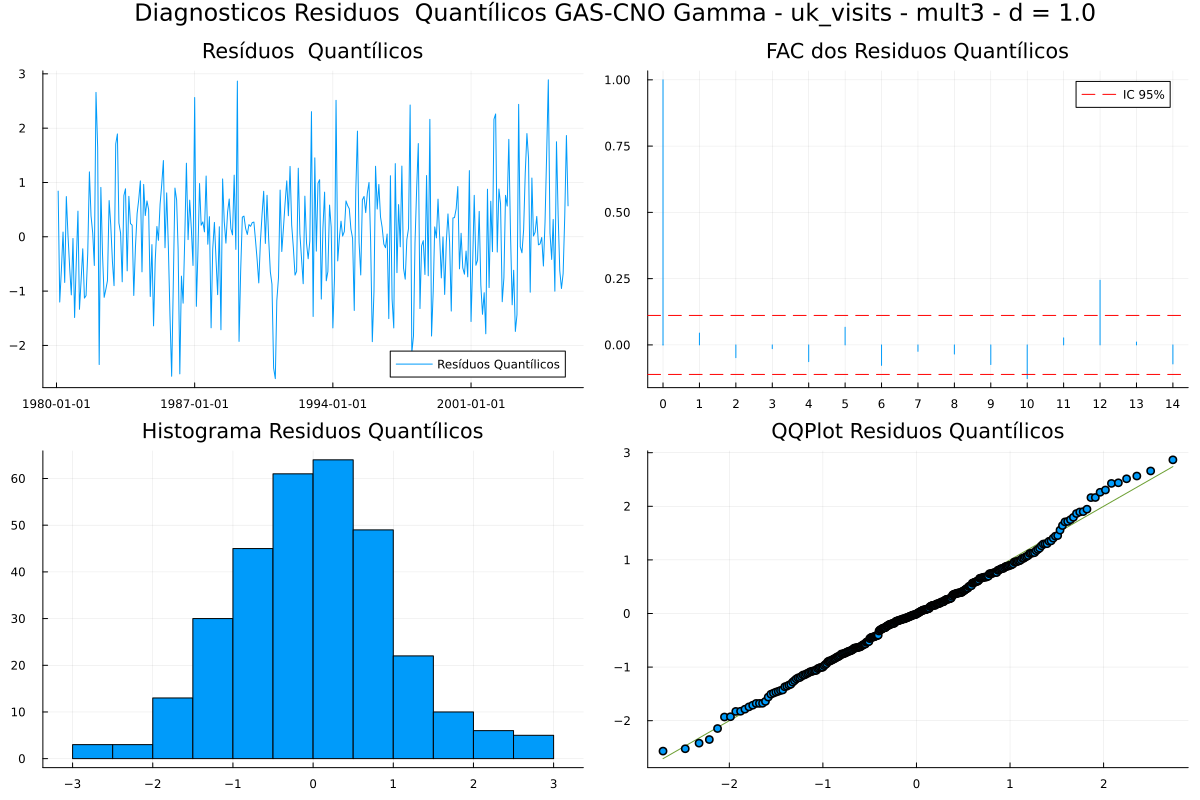 Diagnosticos Residuos  Quantílicos GAS-CNO Gamma - uk_visits - mult3 - d = 1.0
Resíduos  Quantílicos
3
2
1
0
−1
−2
1980-01-01 1987-01-01 1994-01-01 2001-01-01
Resíduos Quantílicos
FAC dos Residuos Quantílicos
1.00
0.75
0.50
0.25
0.00
0 1 2 3 4 5 6 7 8 9 10 11 12 13 14
IC 95%
Histograma Residuos Quantílicos
60
50
40
30
20
10
0
−3 −2 −1 0 1 2 3
QQPlot Residuos Quantílicos
3
2
1
0
−1
−2
−2 −1 0 1 2